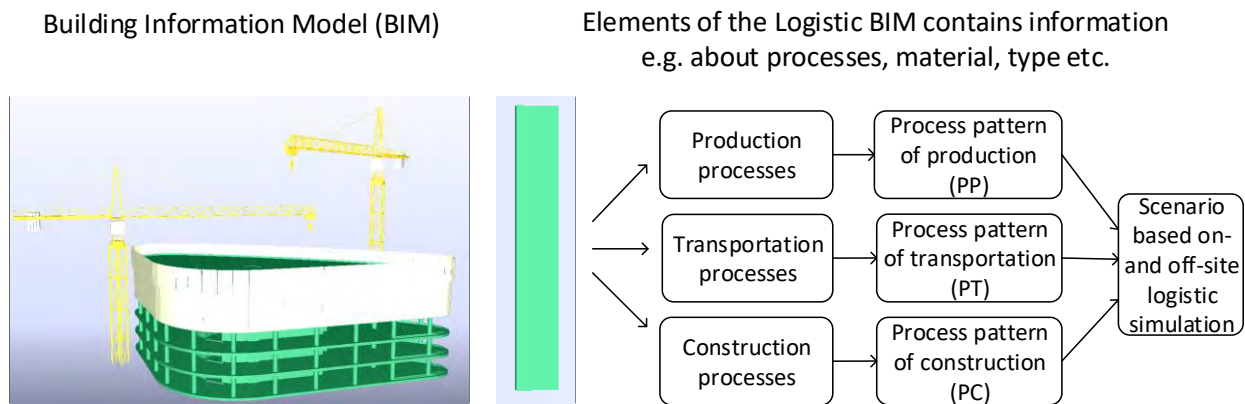 Building Information Model (BIM)
Elements of the Logistic BIM contains information
e.g. about processes, material, type etc.
Production
processes
Process pattern
of production
(PP)
Transportation
processes
Process pattern
of transportation
(PT)
Construction
processes
Process pattern
of construction
(PC)
Scenario
based on-
and off-site
logistic
simulation